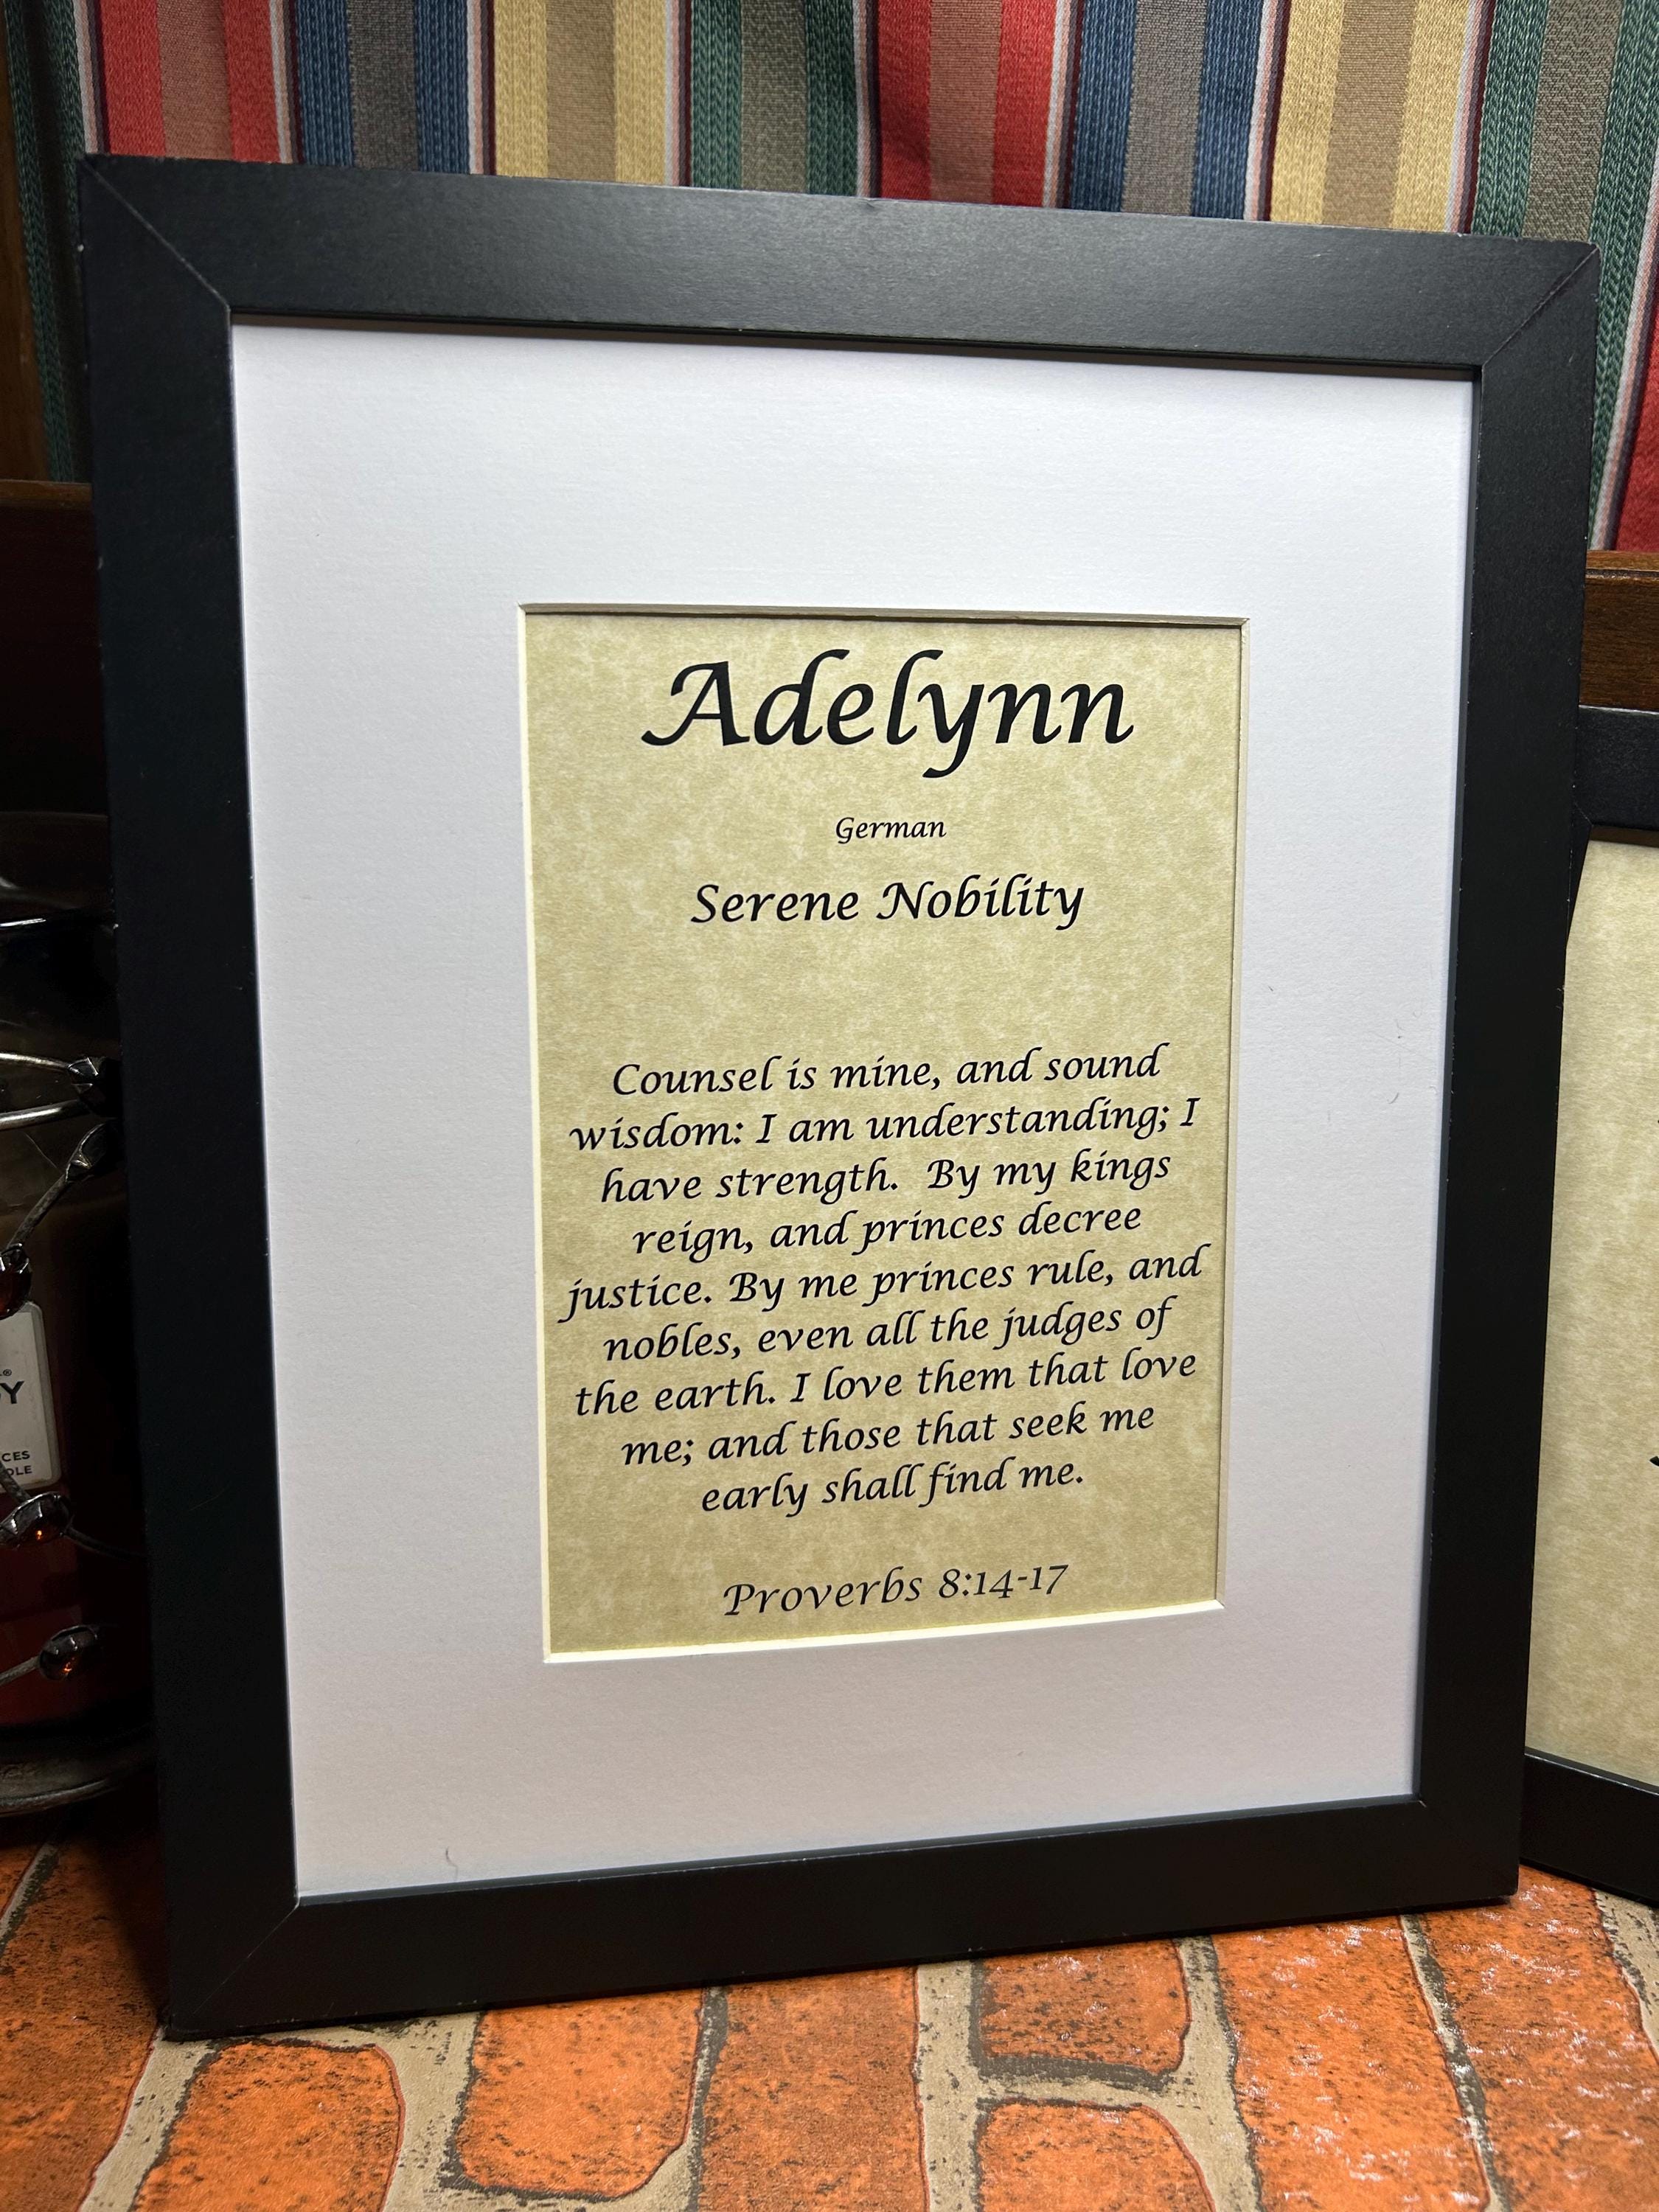 Adelynn
German
Serene Nobility
Counsel is mine, and sound
wisdom: I am understanding; I
have strength. By my kings
reign, and princes decree
justice. By me princes rule, and
nobles, even all the judges of
the earth. I love them that love
me; and those that seek me
early shall find me.
Proverbs 8:14-17